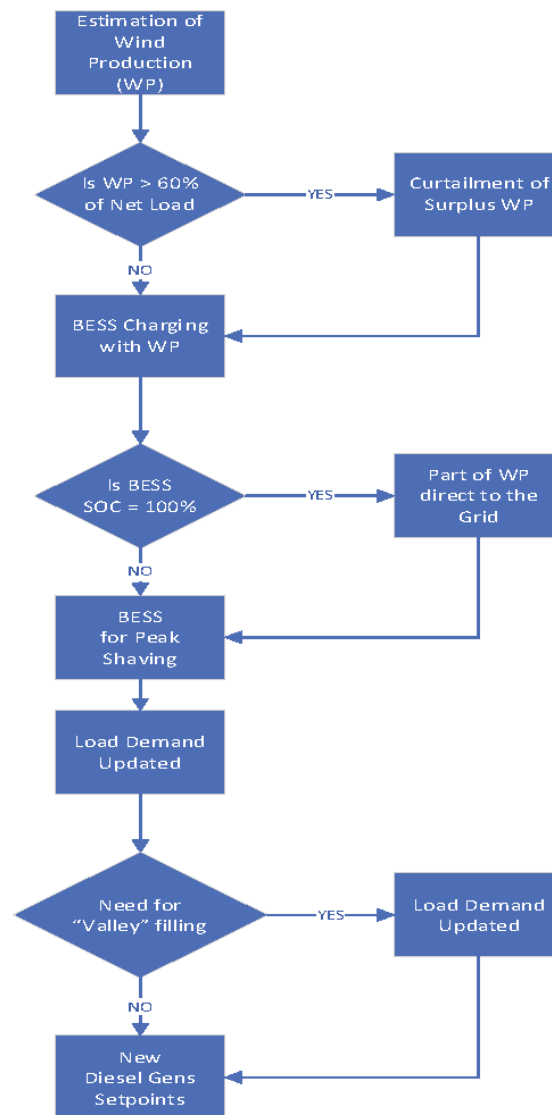 Estimation of
Wind
Production
(WP)
Is WP > 60%
of Net Load
YES
Curtailment of
Surplus WP
NO
BESS Charging
with WP
Is BESS
SOC = 100%
YES
Part of WP
direct to the
Grid
NO
BESS
for Peak
Shaving
Load Demand
Updated
Need for
“Valley” filling
YES
Load Demand
Updated
NO
New
Diesel Gens
Setpoints